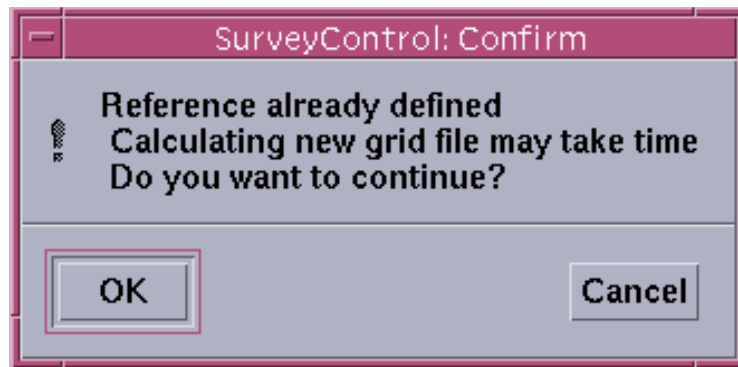 SurveyControl: Confirm
Reference already defined
Calculating new grid file may take time
Do you want to continue?
OK
Cancel